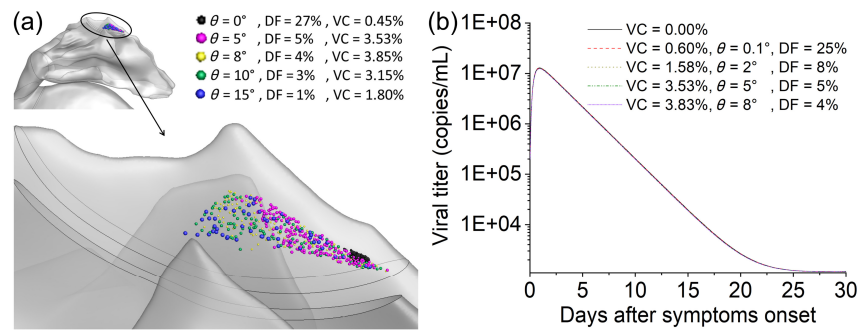 (a)
θ = 0° , DF = 27% , VC = 0.45%
θ = 5° , DF = 5% , VC = 3.53%
θ = 8° , DF = 4% , VC = 3.85%
θ = 10° , DF = 3% , VC = 3.15%
θ = 15° , DF = 1% , VC = 1.80%
(b)
VC = 0.00%
VC = 0.60%, θ = 0.1°, DF = 25%
VC = 1.58%, θ = 2° , DF = 8%
VC = 3.53%, θ = 5° , DF = 5%
VC = 3.83%, θ = 8° , DF = 4%
Viral titer (copies/mL)
1E+08
1E+07
1E+06
1E+05
1E+04
0 5 10 15 20 25 30
Days after symptoms onset